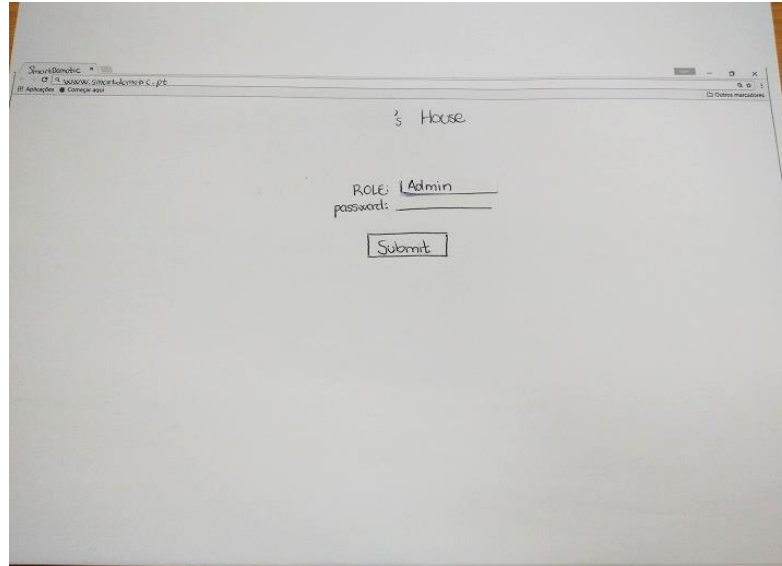 SmartDomotic
www.smartdomotic.pt
Aplicações Começar aqui
Outros marcadores
's House
ROLE: Admin
password:
Submit